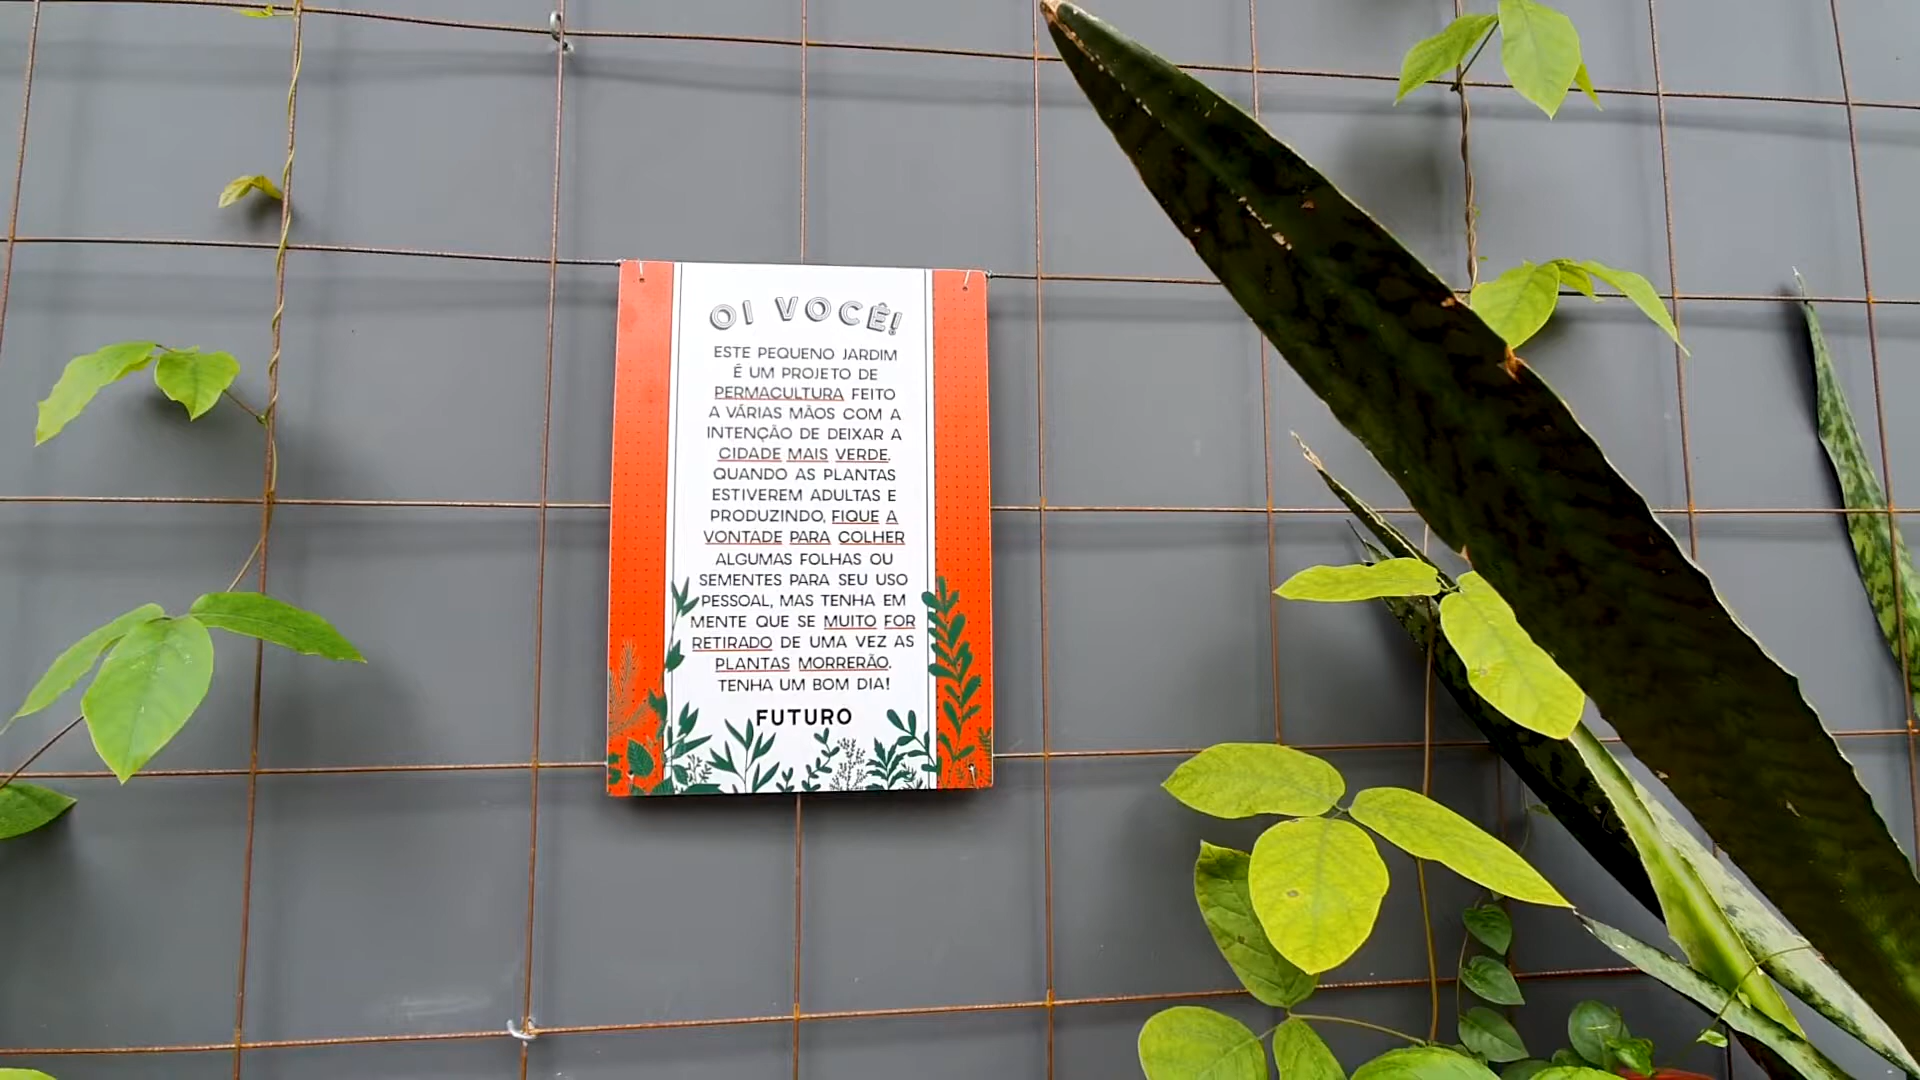 OI VOCÊ!
ESTE PEQUENO JARDIM
É UM PROJETO DE
PERMACULTURA FEITO
A VÁRIAS MÃOS COM A
INTENÇÃO DE DEIXAR A
CIDADE MAIS VERDE.
QUANDO AS PLANTAS
ESTIVEREM ADULTAS E
PRODUZINDO, FIQUE A
VONTADE PARA COLHER
ALGUMAS FOLHAS OU
SEMENTES PARA SEU USO
PESSOAL, MAS TENHA EM
MENTE QUE SE MUITO FOR
RETIRADO DE UMA VEZ AS
PLANTAS MORRERÃO.
TENHA UM BOM DIA!
FUTURO